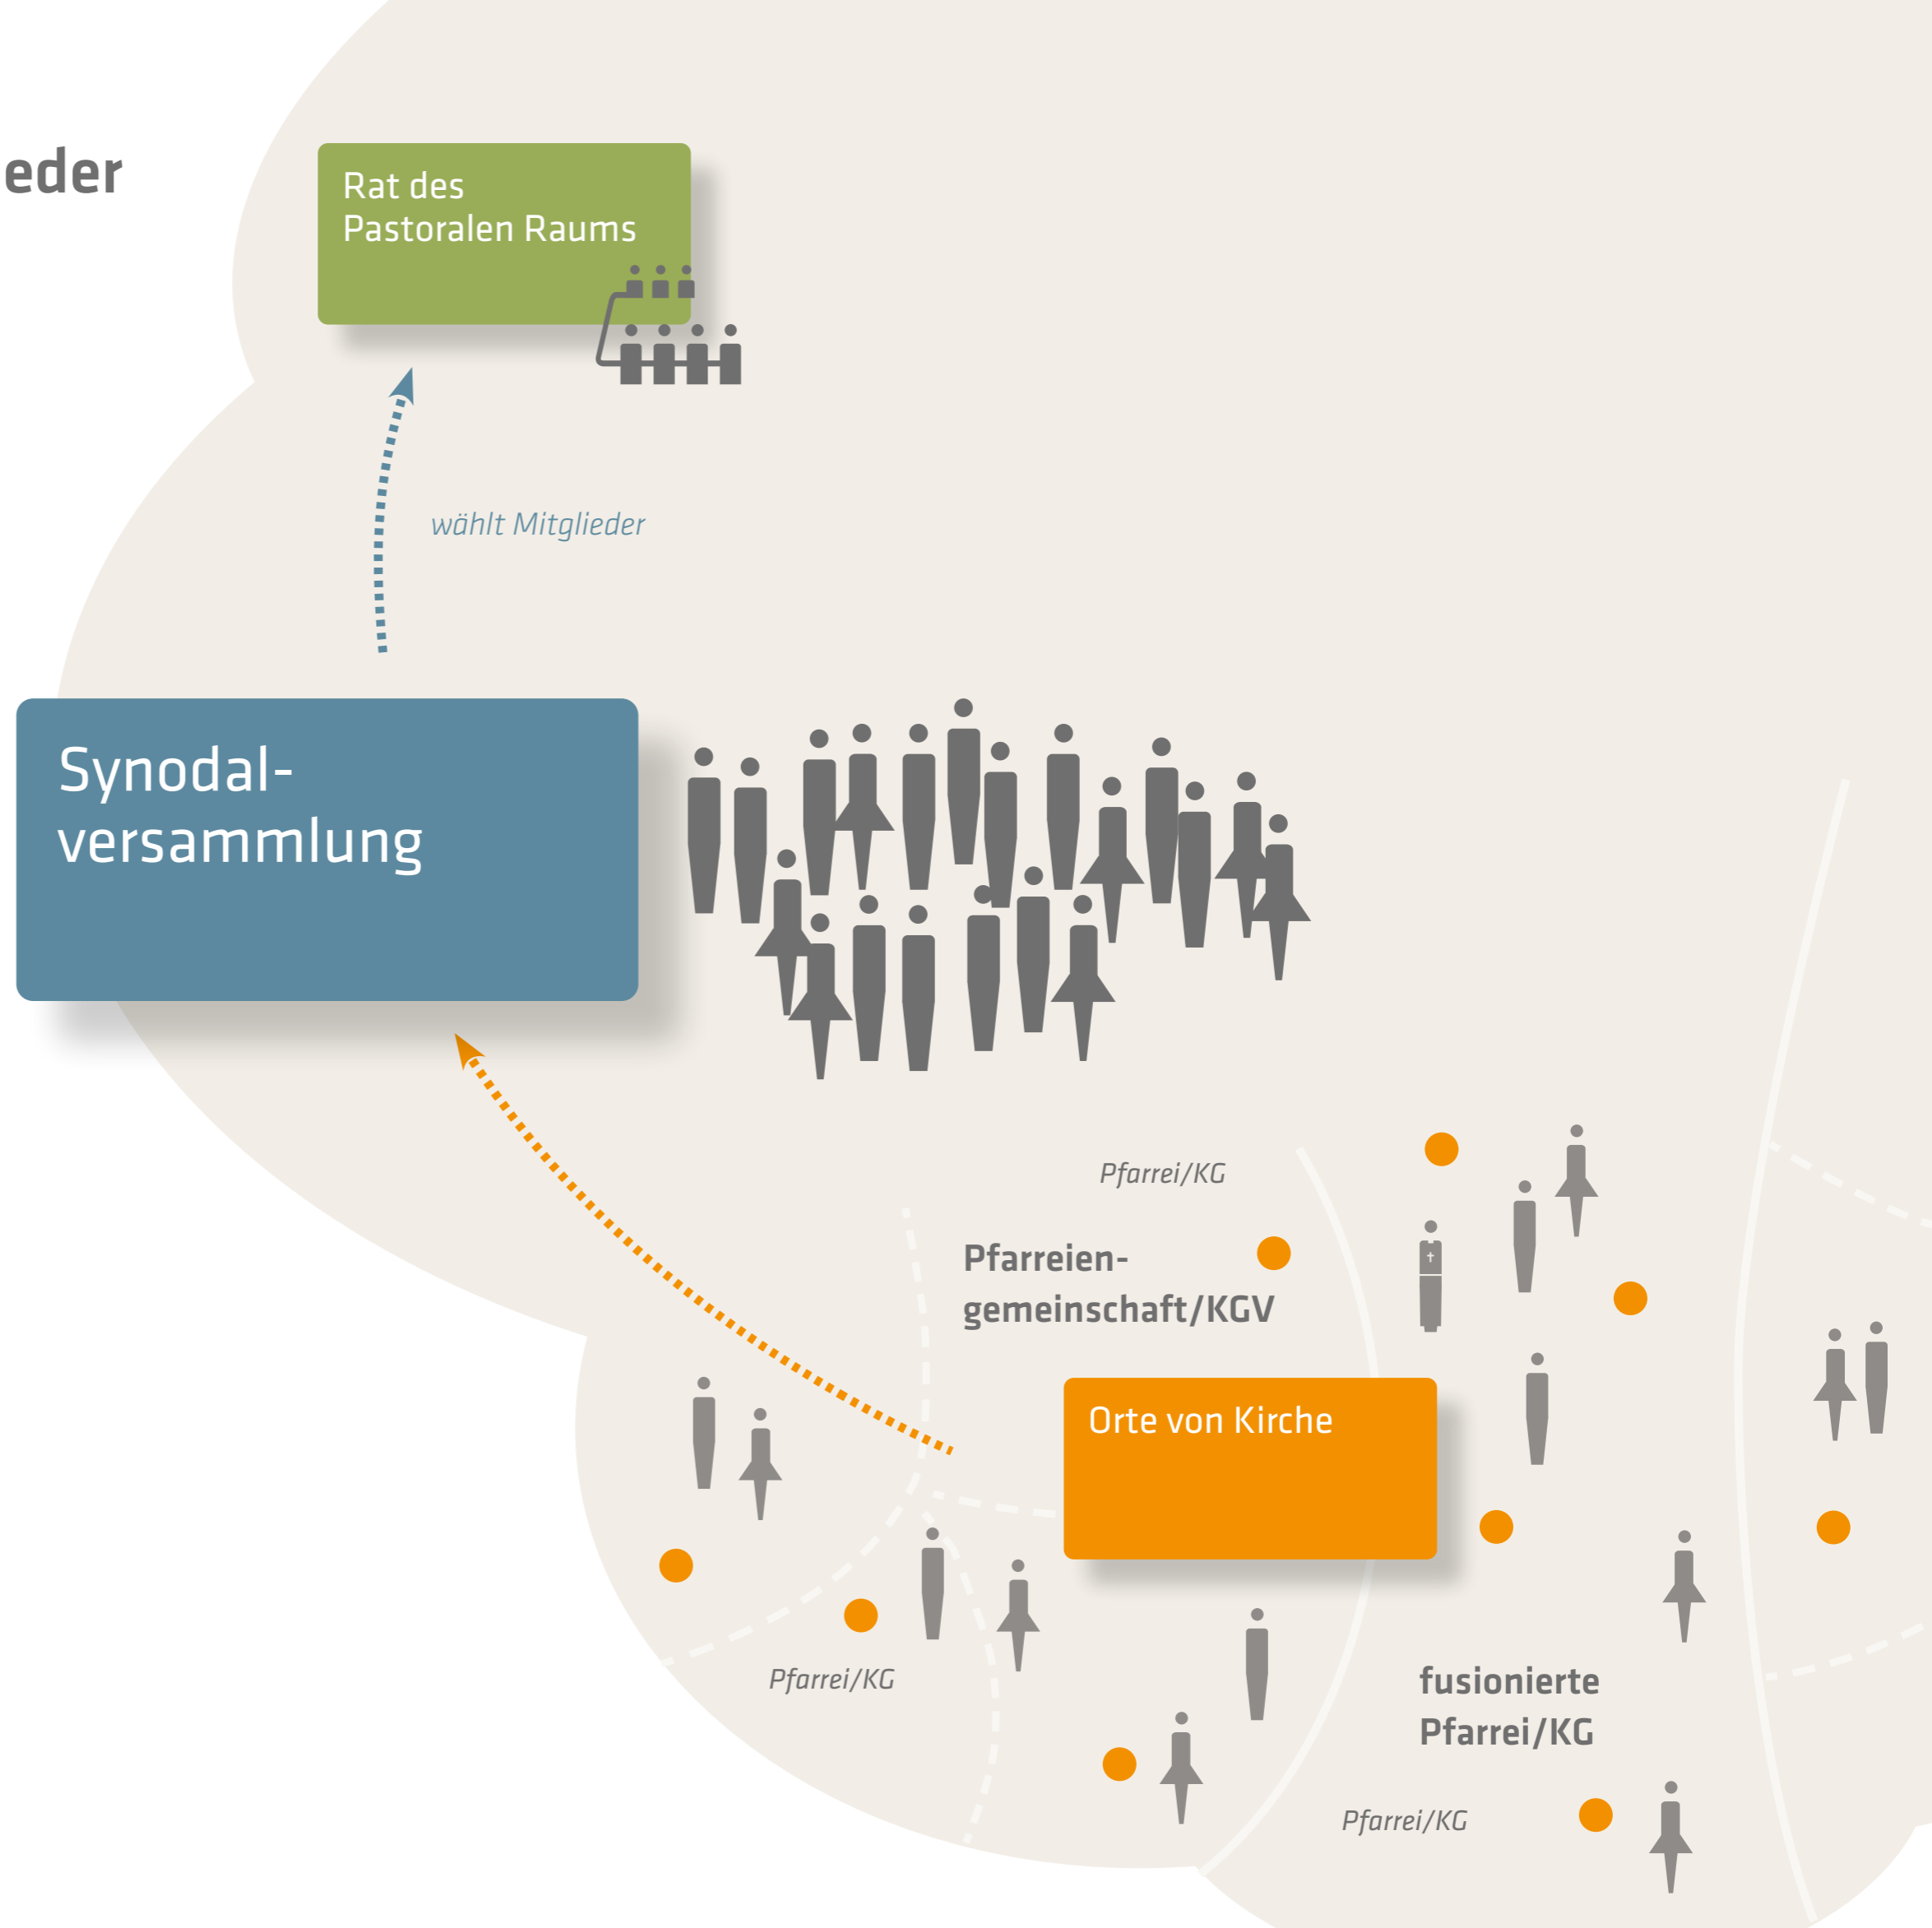 eder
Rat des
Pastoralen Raums
wählt Mitglieder
Synodal-
versammlung
Pfarrei/KG
Pfarreien-
gemeinschaft/KGV
Orte von Kirche
Pfarrei/KG
fusionierte
Pfarrei/KG
Pfarrei/KG